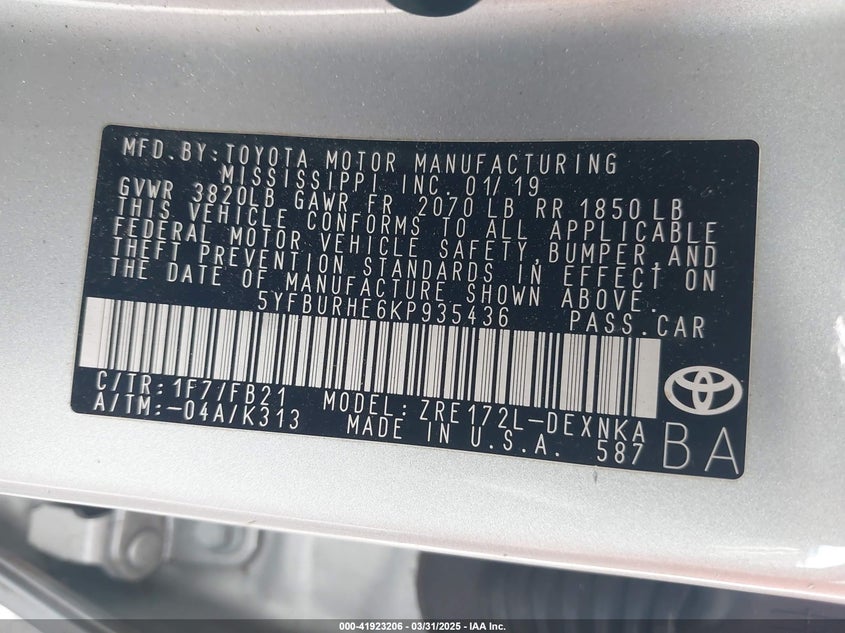 MFD.BY:TOYOTA MOTOR MANUFACTURING
MISSISSIPPI INC. 01/19
GVWR 3820LB GAWR FR 2070 LB RR 1850 LB
THIS VEHICLE CONFORMS TO ALL APPLICABLE
FEDERAL MOTOR VEHICLE SAFETY,BUMPER,AND
THEFT PREVENTION STANDARDS IN EFFECT ON
THE DATE OF MANUFACTURE SHOWN ABOVE.
5YFBURHE6KP935436 PASS.CAR
C/TR:1F7/FB21 MODEL:ZRE172L-DEXNKA
A/TM:-04A/K313 MADE IN U.S.A. 587
BA
000-41923206 - 03/31/2025 - IAA Inc.